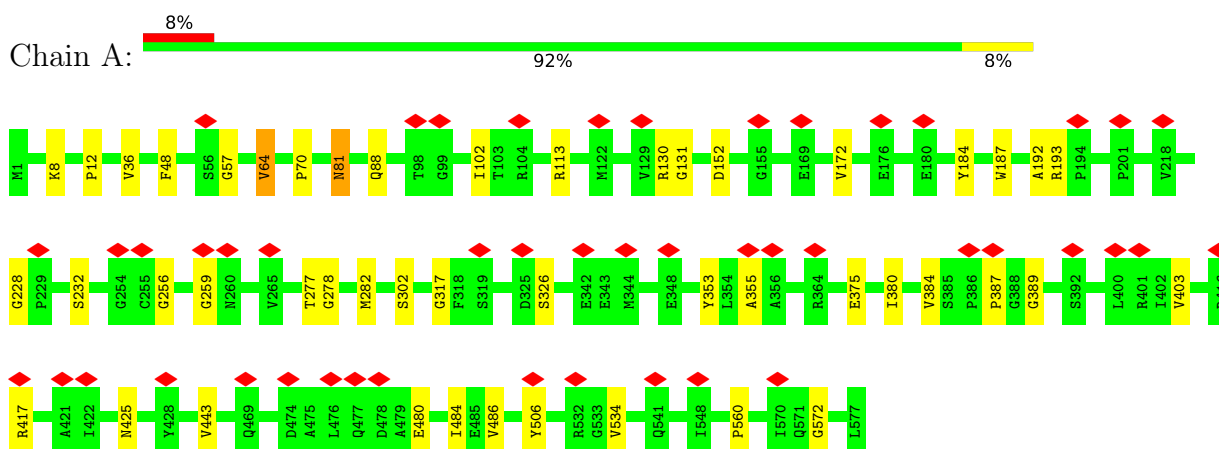 8%
Chain A:
92% 8%
M1 K8 P12 V36 F48 S56 G57 V64 P70 N81 Q88 T98 G99 I102 T103 R104 R113 M122 V129 R130 G131 D152 G155 E169 V172 E176 E180 Y184 W187 A192 R193 P194 P201 V218
G228 P229 S232 G254 C255 G256 G259 N260 V265 T277 G278 M282 S302 G317 F318 S319 D325 S326 E342 E343 M344 E348 Y353 L354 A355 A356 R364 E375 I380 V384 S385 P386 P387 G388 G389 S392 L400 R401 I402 V403
R417 A421 I422 N425 Y428 V443 Q469 D474 A475 L476 Q477 D478 A479 E480 I484 E485 V486 Y506 R532 G533 V534 Q541 I548 P560 I570 Q571 G572 L577